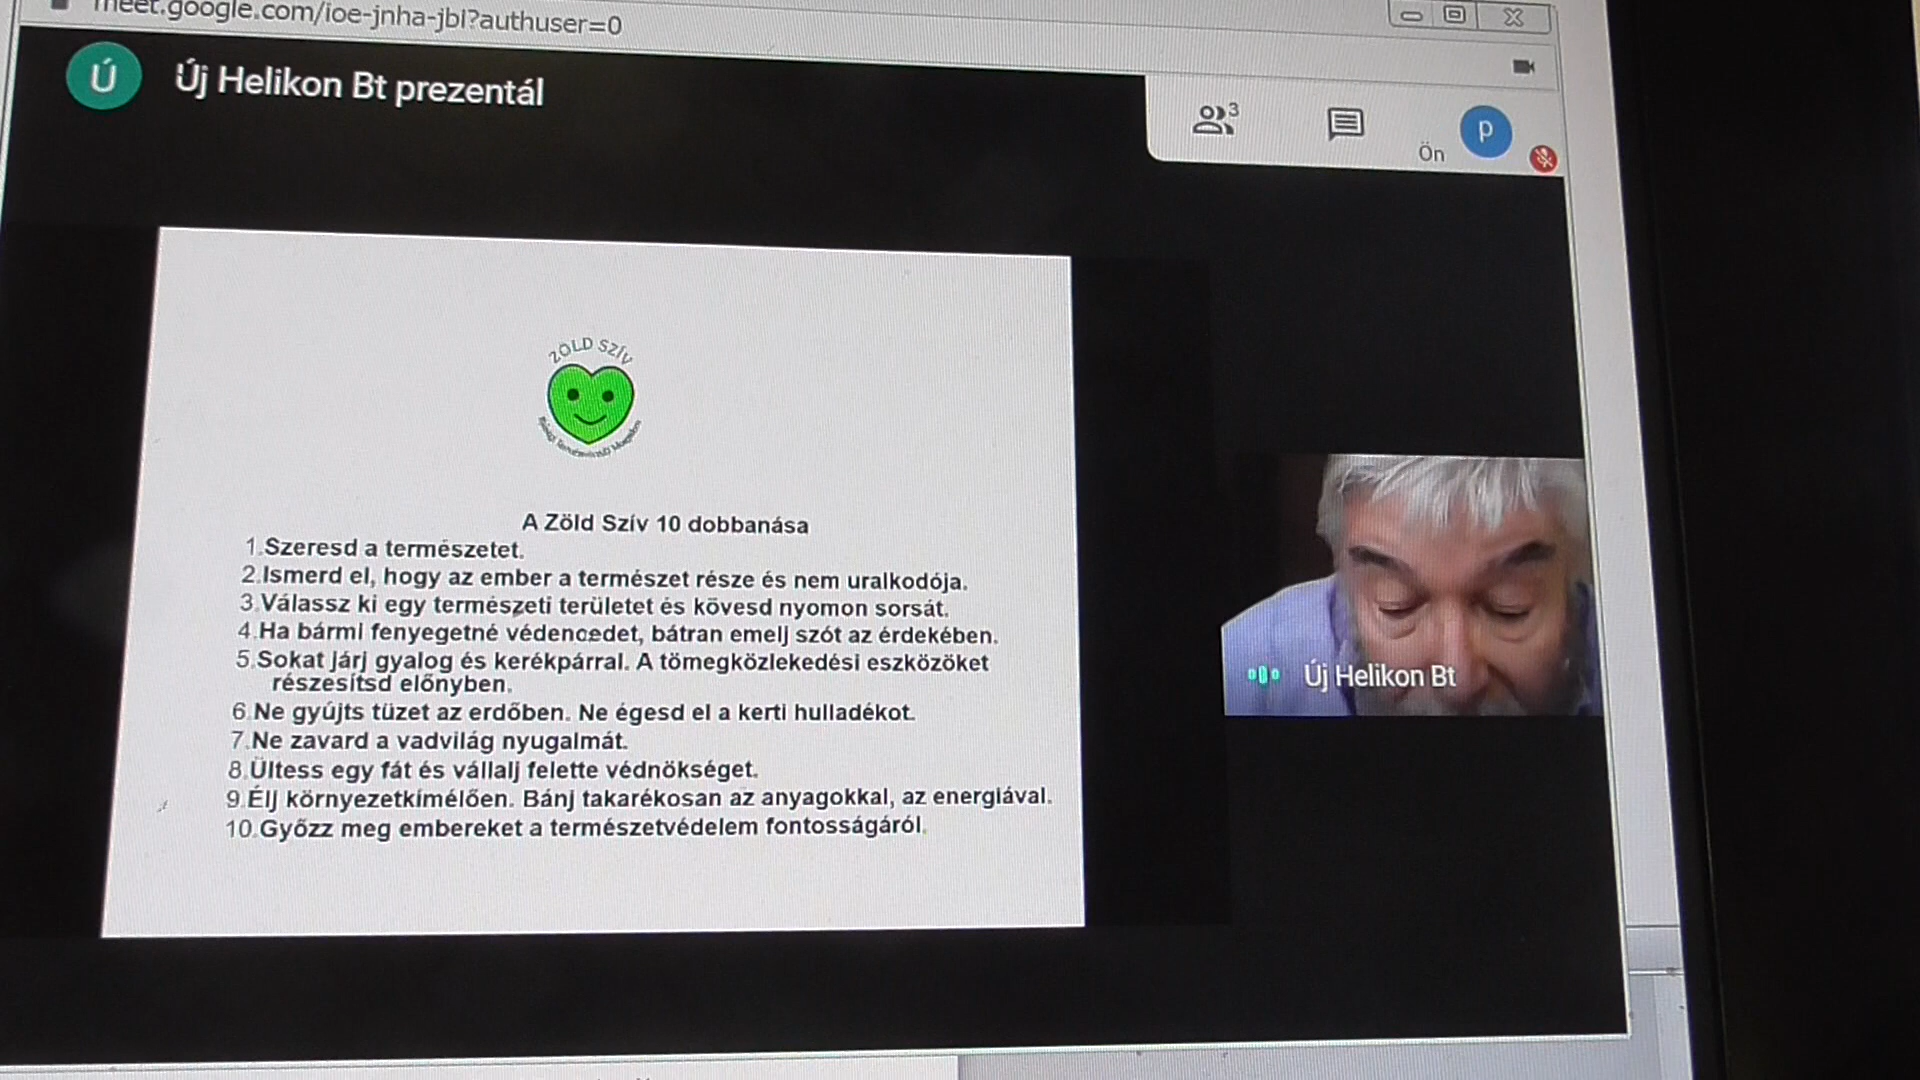 meet.google.com/ioe-jnha-jbi?authuser=0
Ú
Új Helikon Bt prezentál
3
Ön
p
ZÖLD SZÍV
A Zöld Szív 10 dobbanása
1.Szeresd a természetet.
2.Ismerd el, hogy az ember a természet része és nem uralkodója.
3.Válassz ki egy természeti területet és kövesd nyomon sorsát.
4.Ha bármi fenyegetné védencedet, bátran emelj szót az érdekében.
5.Sokat járj gyalog és kerékpárral. A tömegközlekedési eszközöket
részesítsd előnyben.
6.Ne gyújts tüzet az erdőben. Ne égesd el a kerti hulladékot.
7.Ne zavard a vadvilág nyugalmát.
8.Ültess egy fát és vállalj felette védnökséget.
9.Élj környezetkímélően. Bánj takarékosan az anyagokkal, az energiával.
10.Győzz meg embereket a természetvédelem fontosságáról.
Új Helikon Bt